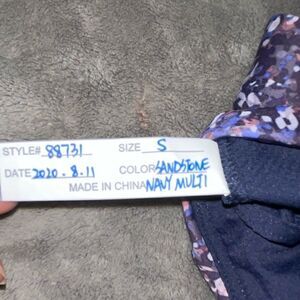 STYLE# 88731 SIZE S
DATE 2020.8.11 COLOR SANDSTONE
MADE IN CHINA NAVY MULTI